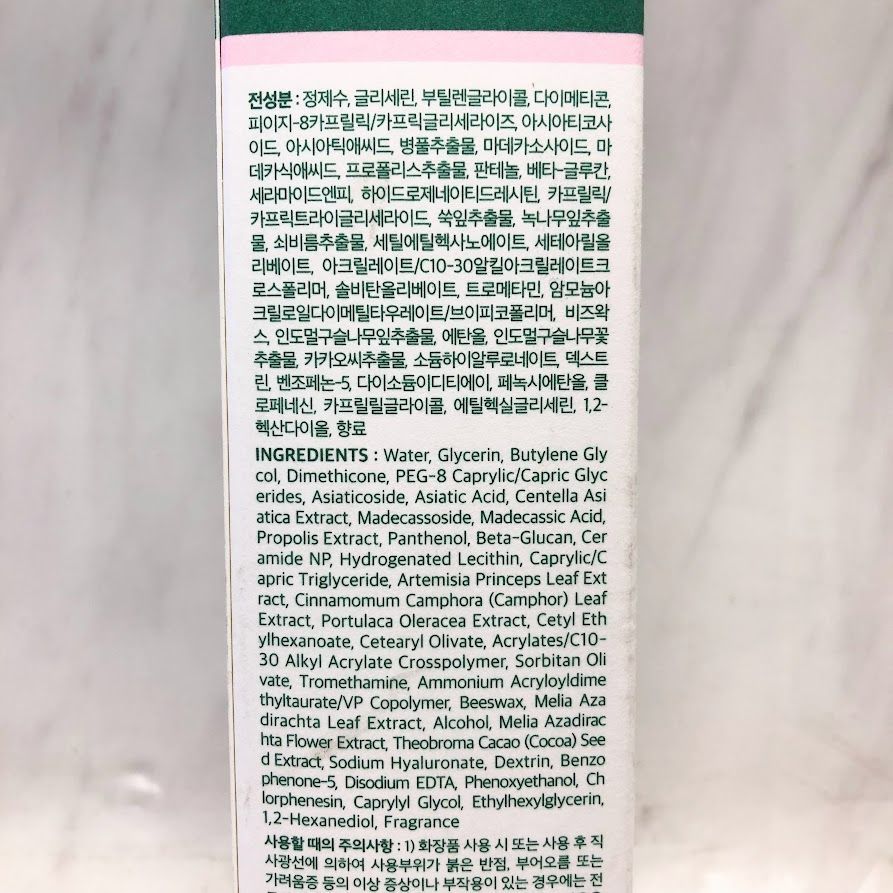 전성분 : 정제수, 글리세린, 부틸렌글라이콜, 다이메티콘,
피이지-8카프릴릭/카프릭글리세라이즈, 아시아티코사
이드, 아시아틱애씨드, 병풀추출물, 마데카소사이드, 마
데카식애씨드, 프로폴리스추출물, 판테놀, 베타-글루칸,
세라마이드엔피, 하이드로제네이티드레시틴, 카프릴릭/
카프릭트라이글리세라이드, 쑥잎추출물, 녹나무잎추출
물, 쇠비름추출물, 세틸에틸헥사노에이트, 세테아릴올
리베이트, 아크릴레이트/C10-30알킬아크릴레이트크
로스폴리머, 솔비탄올리베이트, 트로메타민, 암모늄아
크릴로일다이메틸타우레이트/브이피코폴리머, 비즈왁
스, 인도멀구슬나무잎추출물, 에탄올, 인도멀구슬나무꽃
추출물, 카카오씨추출물, 소듐하이알루로네이트, 덱스트
린, 벤조페논-5, 다이소듐이디티에이, 페녹시에탄올, 클
로페네신, 카프릴릴글라이콜, 에틸헥실글리세린, 1,2-
헥산다이올, 향료
INGREDIENTS : Water, Glycerin, Butylene Gly
col, Dimethicone, PEG-8 Caprylic/Capric Glyc
erides, Asiaticoside, Asiatic Acid, Centella Asi
atica Extract, Madecassoside, Madecassic Acid,
Propolis Extract, Panthenol, Beta-Glucan, Cer
amide NP, Hydrogenated Lecithin, Caprylic/C
apric Triglyceride, Artemisia Princeps Leaf Ext
ract, Cinnamomum Camphora (Camphor) Leaf
Extract, Portulaca Oleracea Extract, Cetyl Eth
ylhexanoate, Cetearyl Olivate, Acrylates/C10-
30 Alkyl Acrylate Crosspolymer, Sorbitan Oli
vate, Tromethamine, Ammonium Acryloyldime
thyltaurate/VP Copolymer, Beeswax, Melia Aza
dirachta Leaf Extract, Alcohol, Melia Azadirac
hta Flower Extract, Theobroma Cacao (Cocoa) See
d Extract, Sodium Hyaluronate, Dextrin, Benzo
phenone-5, Disodium EDTA, Phenoxyethanol, Ch
lorphenesin, Caprylyl Glycol, Ethylhexylglycerin,
1,2-Hexanediol, Fragrance
사용할 때의 주의사항 : 1) 화장품 사용 시 또는 사용 후 직
사광선에 의하여 사용부위가 붉은 반점, 부어오름 또는
가려움증 등의 이상 증상이나 부작용이 있는 경우에는 전